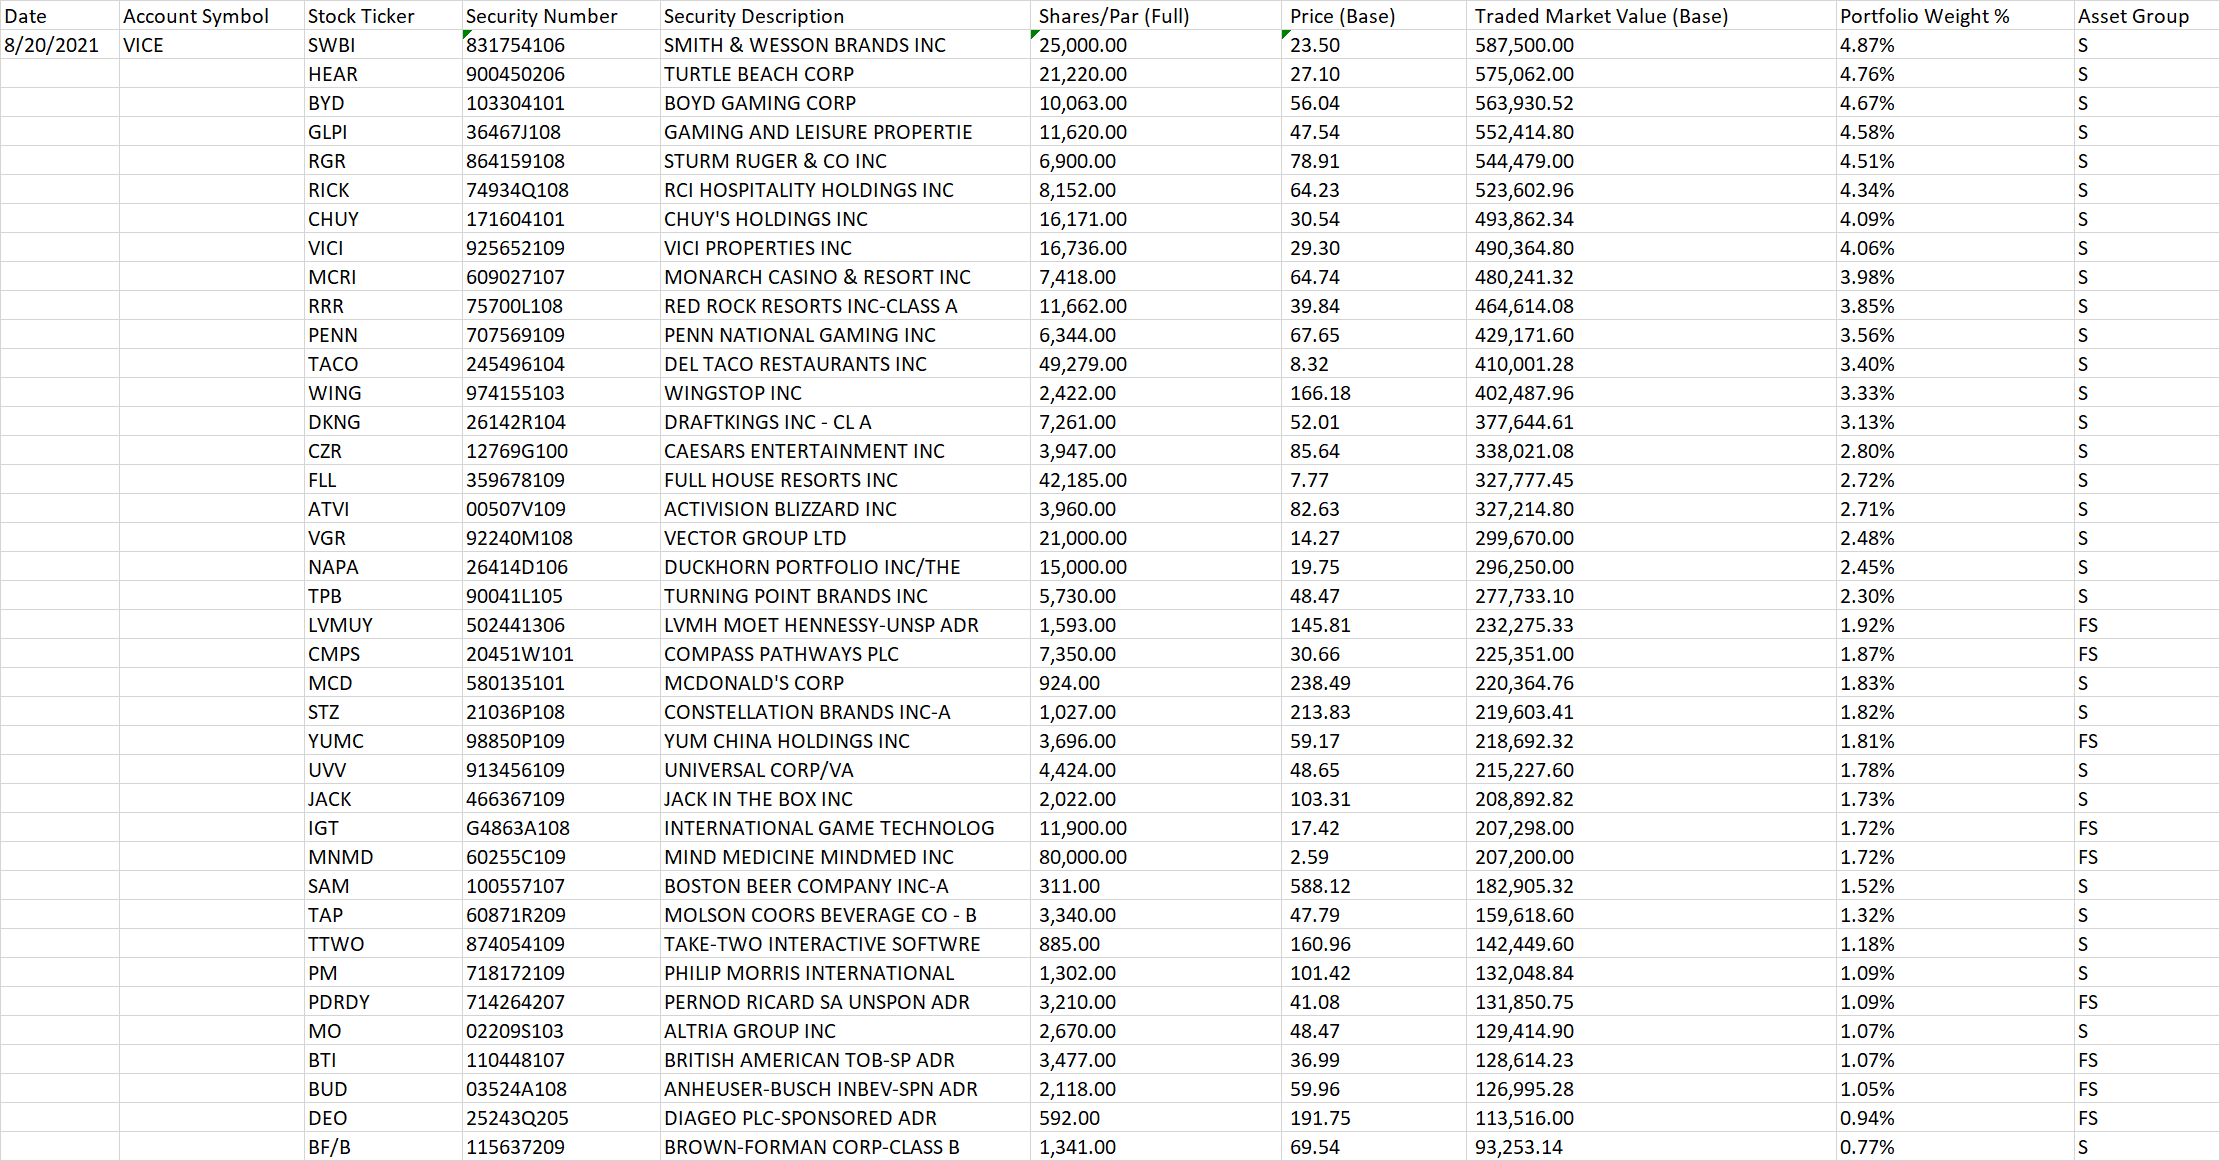 Date Account Symbol Stock Ticker Security Number Security Description Shares/Par (Full) Price (Base) Traded Market Value (Base) Portfolio Weight % Asset Group
8/20/2021 VICE SWBI 831754106 SMITH & WESSON BRANDS INC 25,000.00 23.50 587,500.00 4.87% S
HEAR 900450206 TURTLE BEACH CORP 21,220.00 27.10 575,062.00 4.76% S
BYD 103304101 BOYD GAMING CORP 10,063.00 56.04 563,930.52 4.67% S
GLPI 36467J108 GAMING AND LEISURE PROPERTIE 11,620.00 47.54 552,414.80 4.58% S
RGR 864159108 STURM RUGER & CO INC 6,900.00 78.91 544,479.00 4.51% S
RICK 74934Q108 RCI HOSPITALITY HOLDINGS INC 8,152.00 64.23 523,602.96 4.34% S
CHUY 171604101 CHUY'S HOLDINGS INC 16,171.00 30.54 493,862.34 4.09% S
VICI 925652109 VICI PROPERTIES INC 16,736.00 29.30 490,364.80 4.06% S
MCRI 609027107 MONARCH CASINO & RESORT INC 7,418.00 64.74 480,241.32 3.98% S
RRR 75700L108 RED ROCK RESORTS INC-CLASS A 11,662.00 39.84 464,614.08 3.85% S
PENN 707569109 PENN NATIONAL GAMING INC 6,344.00 67.65 429,171.60 3.56% S
TACO 245496104 DEL TACO RESTAURANTS INC 49,279.00 8.32 410,001.28 3.40% S
WING 974155103 WINGSTOP INC 2,422.00 166.18 402,487.96 3.33% S
DKNG 26142R104 DRAFTKINGS INC - CL A 7,261.00 52.01 377,644.61 3.13% S
CZR 12769G100 CAESARS ENTERTAINMENT INC 3,947.00 85.64 338,021.08 2.80% S
FLL 359678109 FULL HOUSE RESORTS INC 42,185.00 7.77 327,777.45 2.72% S
ATVI 00507V109 ACTIVISION BLIZZARD INC 3,960.00 82.63 327,214.80 2.71% S
VGR 92240M108 VECTOR GROUP LTD 21,000.00 14.27 299,670.00 2.48% S
NAPA 26414D106 DUCKHORN PORTFOLIO INC/THE 15,000.00 19.75 296,250.00 2.45% S
TPB 90041L105 TURNING POINT BRANDS INC 5,730.00 48.47 277,733.10 2.30% S
LVMUY 502441306 LVMH MOET HENNESSY-UNSP ADR 1,593.00 145.81 232,275.33 1.92% FS
CMPS 20451W101 COMPASS PATHWAYS PLC 7,350.00 30.66 225,351.00 1.87% FS
MCD 580135101 MCDONALD'S CORP 924.00 238.49 220,364.76 1.83% S
STZ 21036P108 CONSTELLATION BRANDS INC-A 1,027.00 213.83 219,603.41 1.82% S
YUMC 98850P109 YUM CHINA HOLDINGS INC 3,696.00 59.17 218,692.32 1.81% FS
UVV 913456109 UNIVERSAL CORP/VA 4,424.00 48.65 215,227.60 1.78% S
JACK 466367109 JACK IN THE BOX INC 2,022.00 103.31 208,892.82 1.73% S
IGT G4863A108 INTERNATIONAL GAME TECHNOLOG 11,900.00 17.42 207,298.00 1.72% FS
MNMD 60255C109 MIND MEDICINE MINDMED INC 80,000.00 2.59 207,200.00 1.72% FS
SAM 100557107 BOSTON BEER COMPANY INC-A 311.00 588.12 182,905.32 1.52% S
TAP 60871R209 MOLSON COORS BEVERAGE CO - B 3,340.00 47.79 159,618.60 1.32% S
TTWO 874054109 TAKE-TWO INTERACTIVE SOFTWRE 885.00 160.96 142,449.60 1.18% S
PM 718172109 PHILIP MORRIS INTERNATIONAL 1,302.00 101.42 132,048.84 1.09% S
PDRDY 714264207 PERNOD RICARD SA UNSPON ADR 3,210.00 41.08 131,850.75 1.09% FS
MO 02209S103 ALTRIA GROUP INC 2,670.00 48.47 129,414.90 1.07% S
BTI 110448107 BRITISH AMERICAN TOB-SP ADR 3,477.00 36.99 128,614.23 1.07% FS
BUD 03524A108 ANHEUSER-BUSCH INBEV-SPN ADR 2,118.00 59.96 126,995.28 1.05% FS
DEO 25243Q205 DIAGEO PLC-SPONSORED ADR 592.00 191.75 113,516.00 0.94% FS
BF/B 115637209 BROWN-FORMAN CORP-CLASS B 1,341.00 69.54 93,253.14 0.77% S